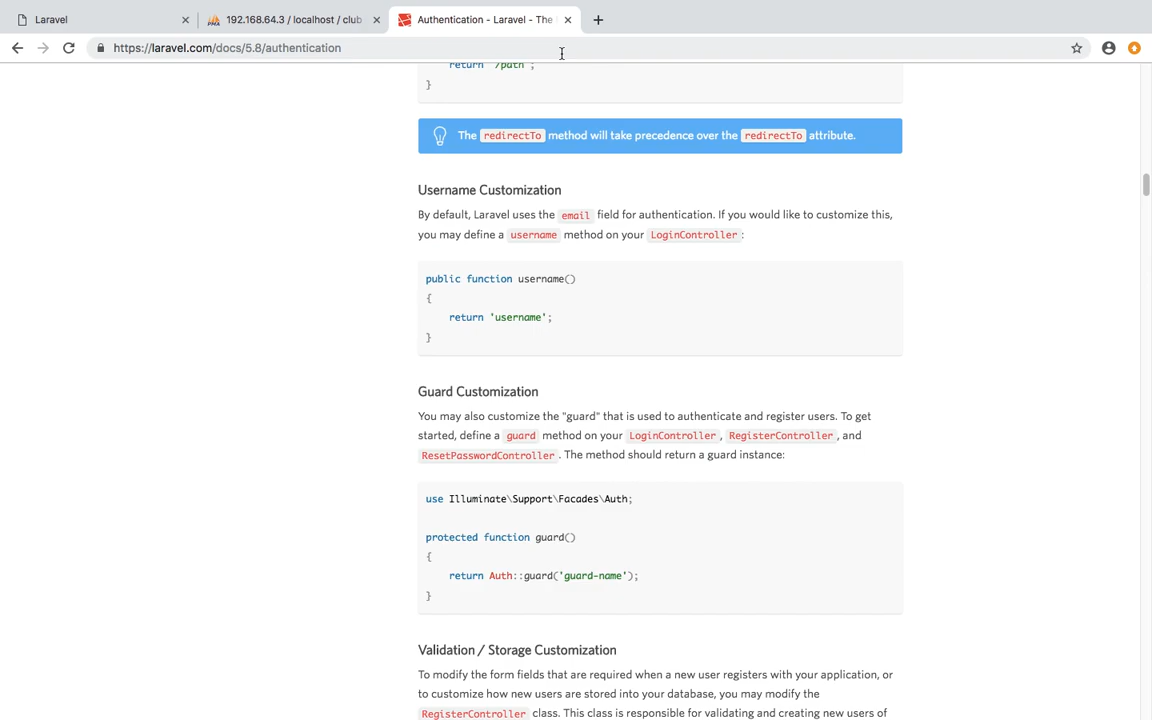 Laravel
192.168.64.3 / localhost / club
Authentication - Laravel - The
https://laravel.com/docs/5.8/authentication
return '/path';
}
The redirectTo method will take precedence over the redirectTo attribute.
Username Customization
By default, Laravel uses the email field for authentication. If you would like to customize this,
you may define a username method on your LoginController:
public function username()
{
return 'username';
}
Guard Customization
You may also customize the "guard" that is used to authenticate and register users. To get
started, define a guard method on your LoginController, RegisterController, and
ResetPasswordController. The method should return a guard instance:
use Illuminate\Support\Facades\Auth;
protected function guard()
{
return Auth::guard('guard-name');
}
Validation / Storage Customization
To modify the form fields that are required when a new user registers with your application, or
to customize how new users are stored into your database, you may modify the
RegisterController class. This class is responsible for validating and creating new users of